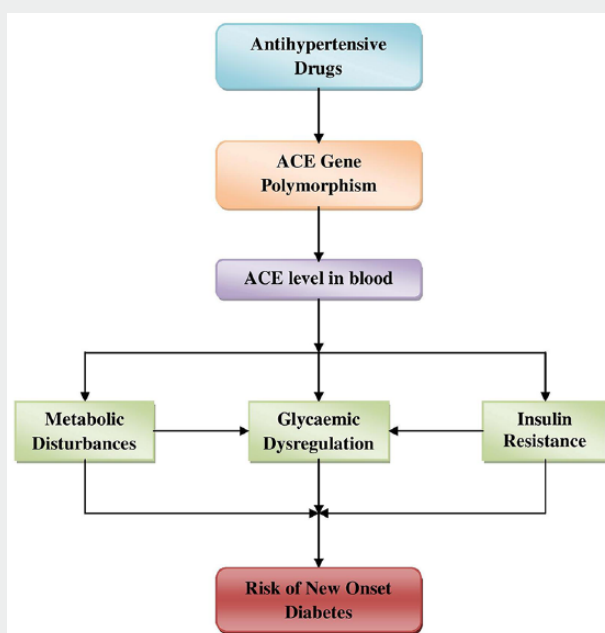 Antihypertensive
Drugs
ACE Gene
Polymorphism
ACE level in blood
Metabolic
Disturbances
Glycaemic
Dysregulation
Insulin
Resistance
Risk of New Onset
Diabetes